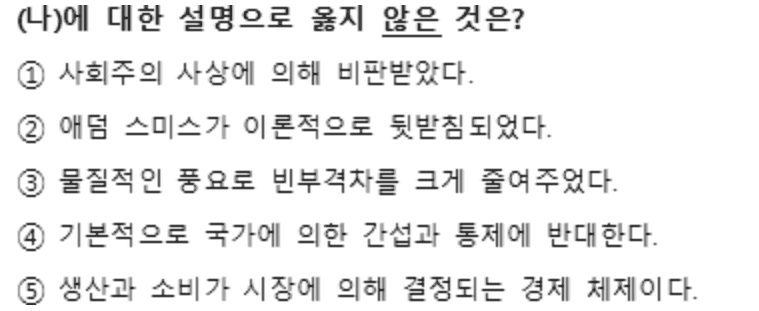 (나)에 대한 설명으로 옳지 않은 것은?
① 사회주의 사상에 의해 비판받았다.
② 애덤 스미스가 이론적으로 뒷받침되었다.
③ 물질적인 풍요로 빈부격차를 크게 줄여주었다.
④ 기본적으로 국가에 의한 간섭과 통제에 반대한다.
⑤ 생산과 소비가 시장에 의해 결정되는 경제 체제이다.